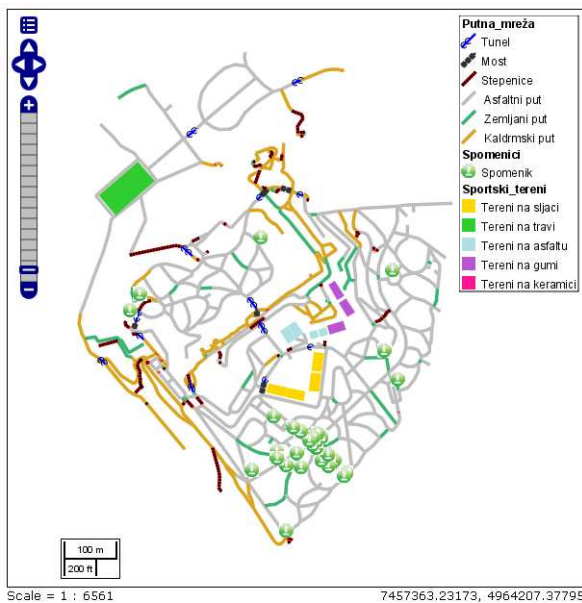 Putna_mreža
Tunel
Most
Stepenice
Asfaltni put
Zemljani put
Kaldrmski put
Spomenici
Spomenik
Sportski_tereni
Tereni na sljaci
Tereni na travi
Tereni na asfaltu
Tereni na gumi
Tereni na keramici
100 m
200 ft
Scale = 1 : 6561
7457363.23173, 4964207.37795